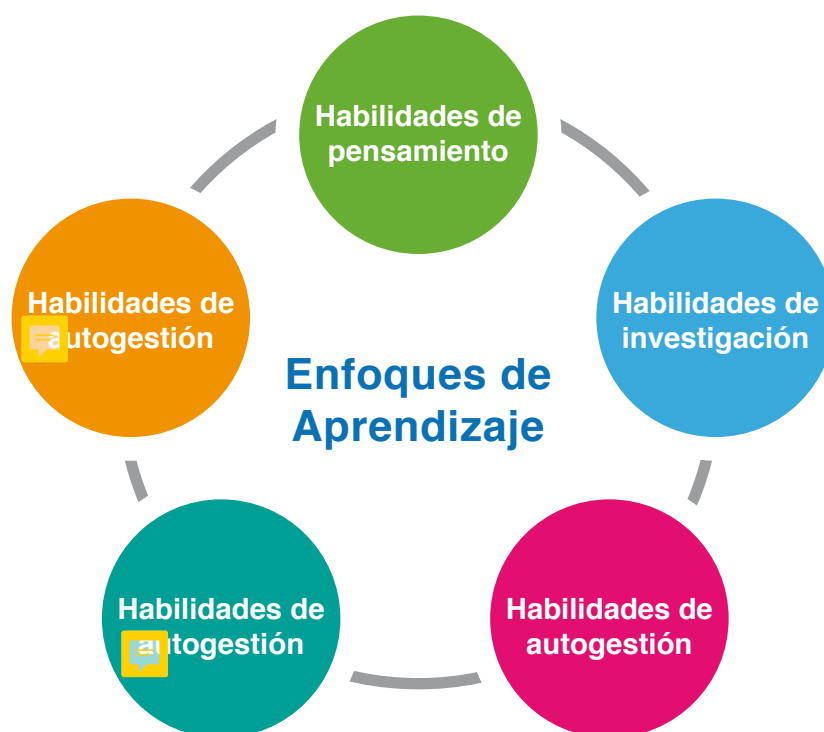 Habilidades de
pensamiento
Habilidades de
autogestión
Habilidades de
investigación
Enfoques de
Aprendizaje
Habilidades de
autogestión
Habilidades de
autogestión